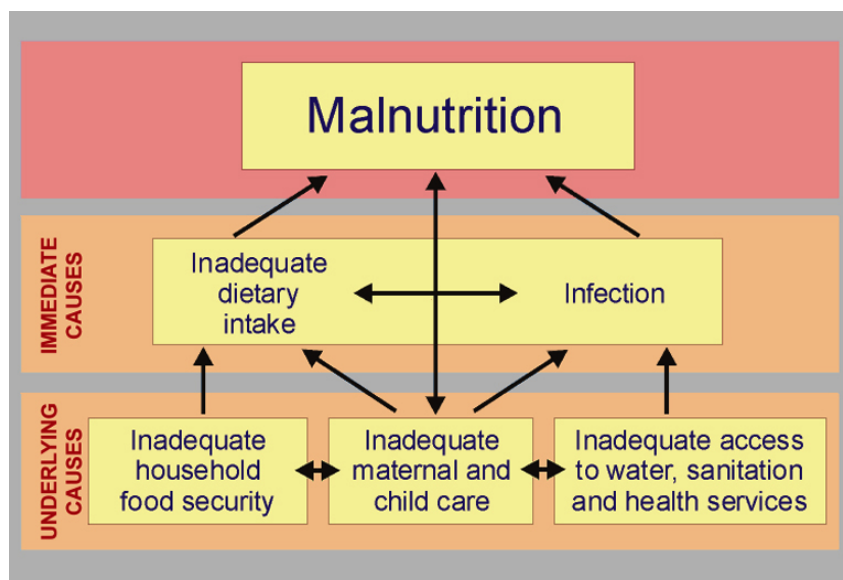 Malnutrition
IMMEDIATE
CAUSES
Inadequate
dietary
intake
Infection
UNDERLYING
CAUSES
Inadequate
household
food security
Inadequate
maternal and
child care
Inadequate access
to water, sanitation
and health services